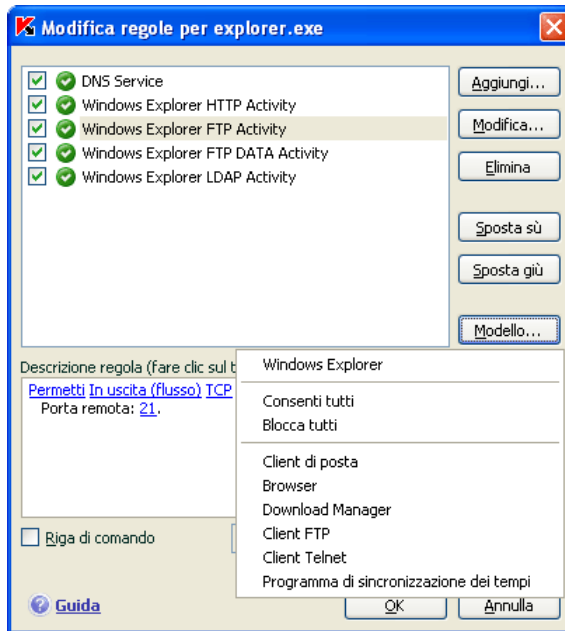 Modifica regole per explorer.exe
DNS Service
Windows Explorer HTTP Activity
Windows Explorer FTP Activity
Windows Explorer FTP DATA Activity
Windows Explorer LDAP Activity
Aggiungi...
Modifica...
Elimina
Sposta sù
Sposta giù
Modello...
Descrizione regola (fare clic sul t
Permetti In uscita (flusso) TCP
Porta remota: 21.
Windows Explorer
Consenti tutti
Blocca tutti
Client di posta
Browser
Download Manager
Client FTP
Client Telnet
Programma di sincronizzazione dei tempi
Riga di comando
Guida
OK
Annulla